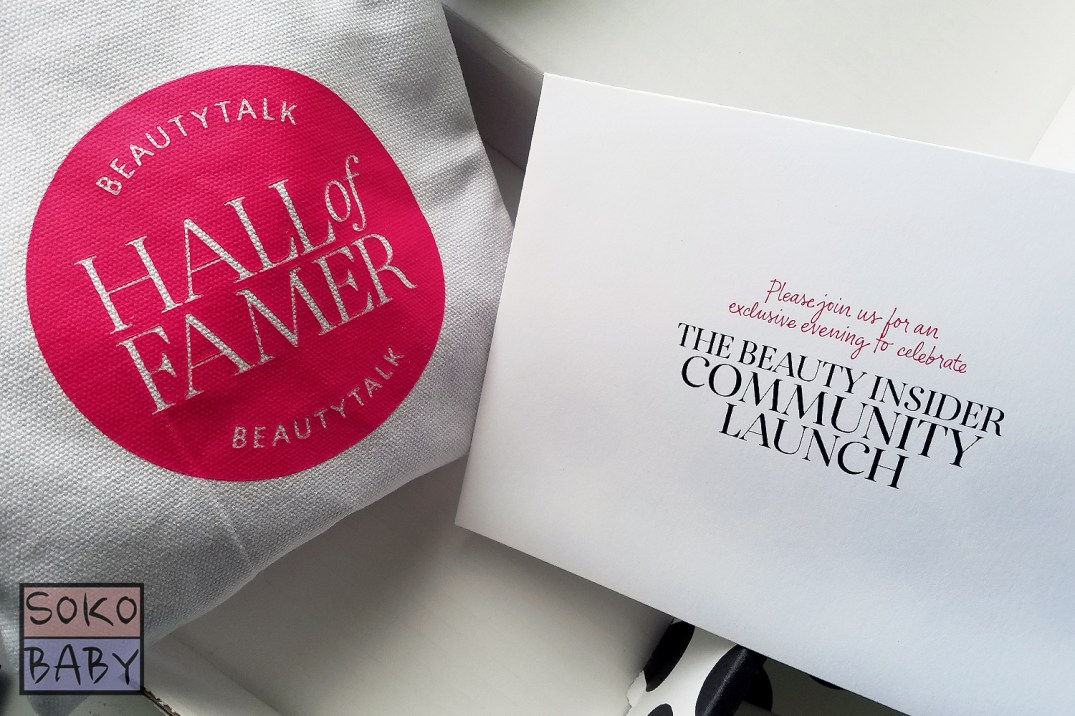 BEAUTYTALK
HALL of
FAMER
BEAUTYTALK
Please join us for an
exclusive evening to celebrate
THE BEAUTY INSIDER
COMMUNITY
LAUNCH
SOKO
BABY